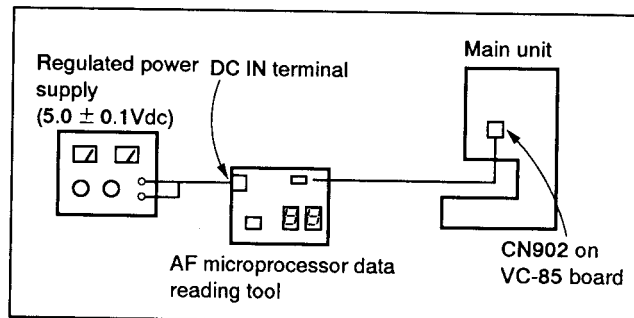 Regulated power
supply
(5.0 ± 0.1Vdc)
DC IN terminal
Main unit
AF microprocessor data
reading tool
CN902 on
VC-85 board